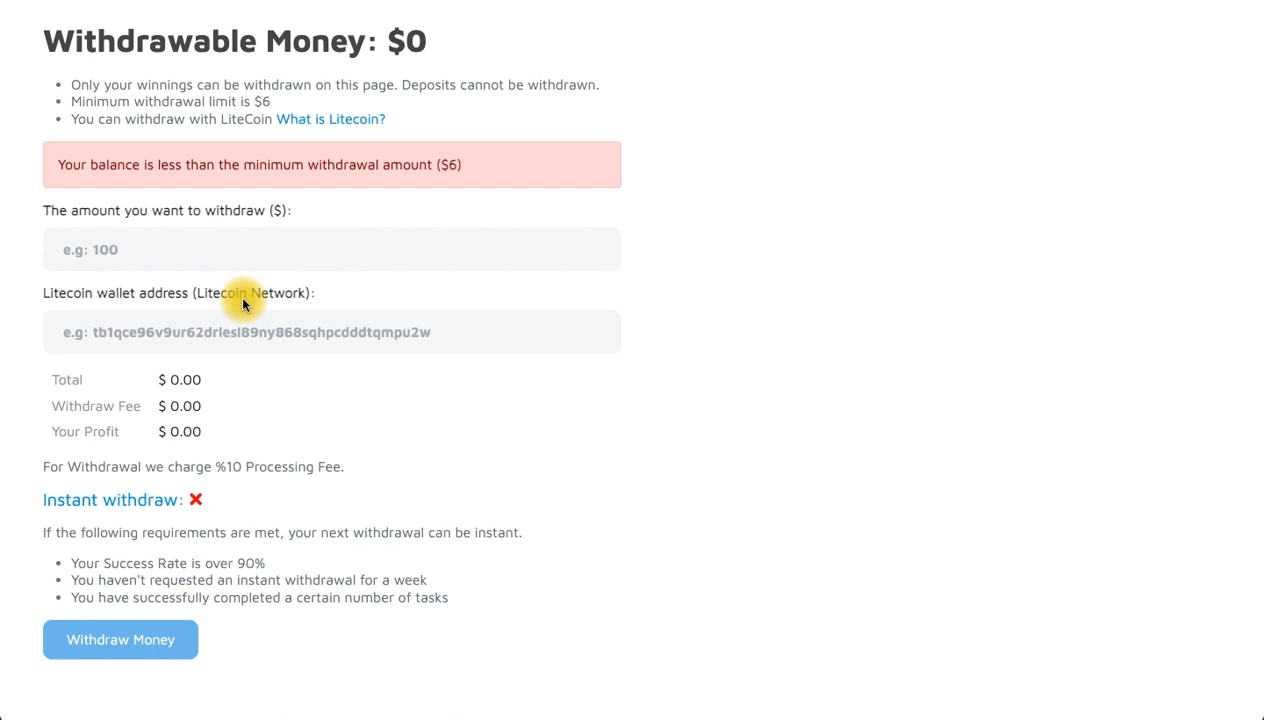 Withdrawable Money: $0
Only your winnings can be withdrawn on this page. Deposits cannot be withdrawn.
Minimum withdrawal limit is $6
You can withdraw with LiteCoin What is Litecoin?
Your balance is less than the minimum withdrawal amount ($6)
The amount you want to withdraw ($):
e.g: 100
Litecoin wallet address (Litecoin Network):
e.g: tb1qce96v9ur62drlesl89ny868sqhpcdddtqmpu2w
Total $ 0.00
Withdraw Fee $ 0.00
Your Profit $ 0.00
For Withdrawal we charge %10 Processing Fee.
Instant withdraw: ❌
If the following requirements are met, your next withdrawal can be instant.
Your Success Rate is over 90%
You haven't requested an instant withdrawal for a week
You have successfully completed a certain number of tasks
Withdraw Money